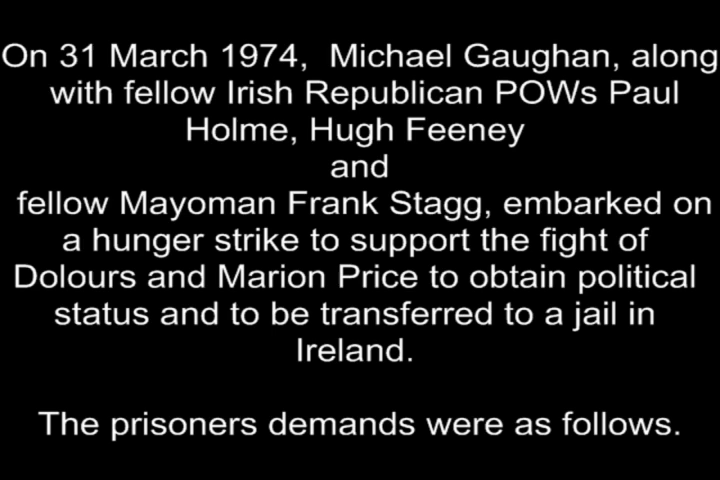 On 31 March 1974, Michael Gaughan, along
with fellow Irish Republican POWs Paul
Holme, Hugh Feeney
and
fellow Mayoman Frank Stagg, embarked on
a hunger strike to support the fight of
Dolours and Marion Price to obtain political
status and to be transferred to a jail in
Ireland.
The prisoners demands were as follows.